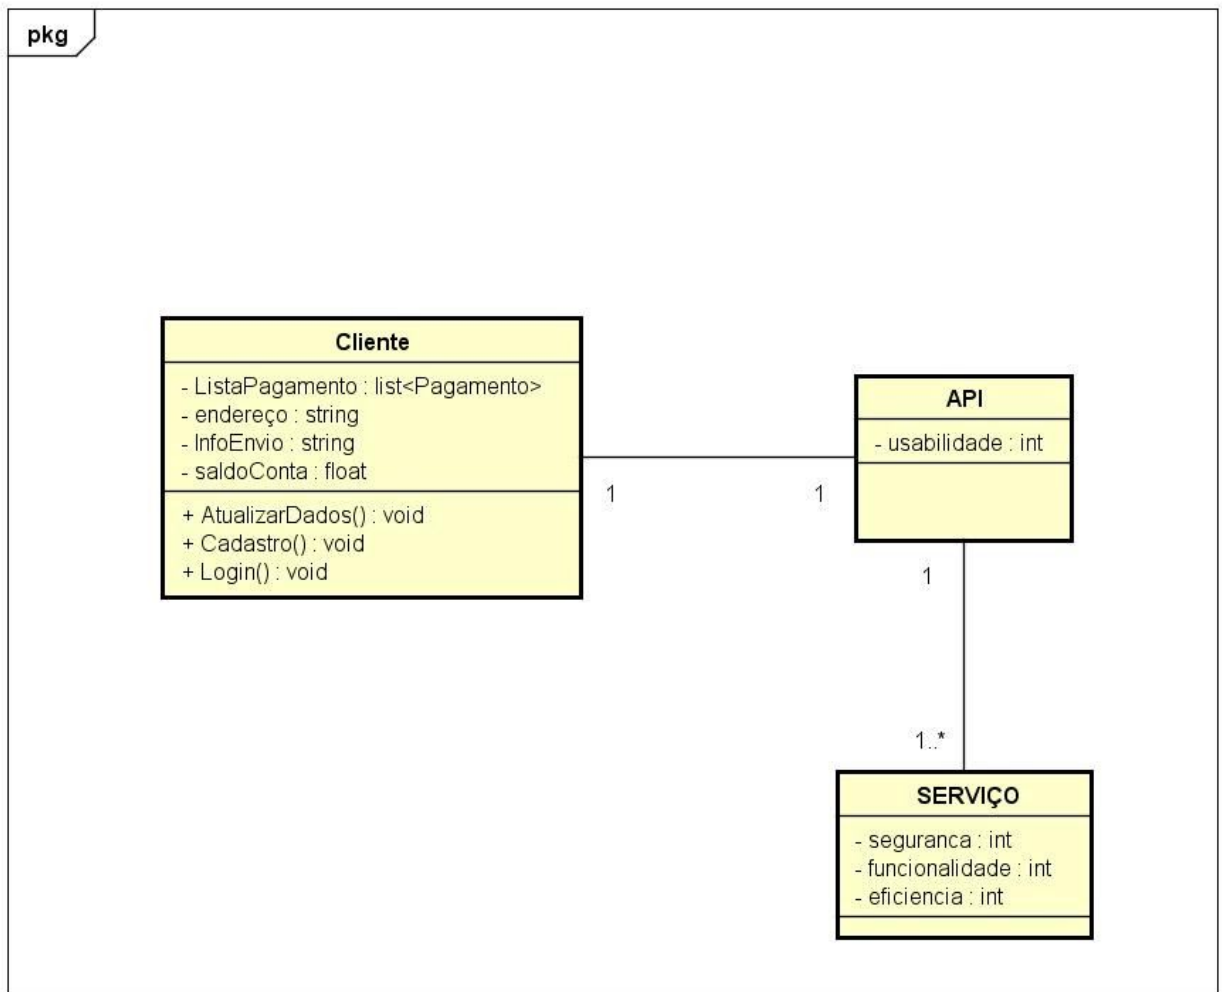 pkg
Cliente
- ListaPagamento : list<Pagamento>
- endereço : string
- InfoEnvio : string
- saldoConta : float
+ AtualizarDados() : void
+ Cadastro() : void
+ Login() : void
1
1
API
- usabilidade : int
1
1..*
SERVIÇO
- seguranca : int
- funcionalidade : int
- eficiencia : int